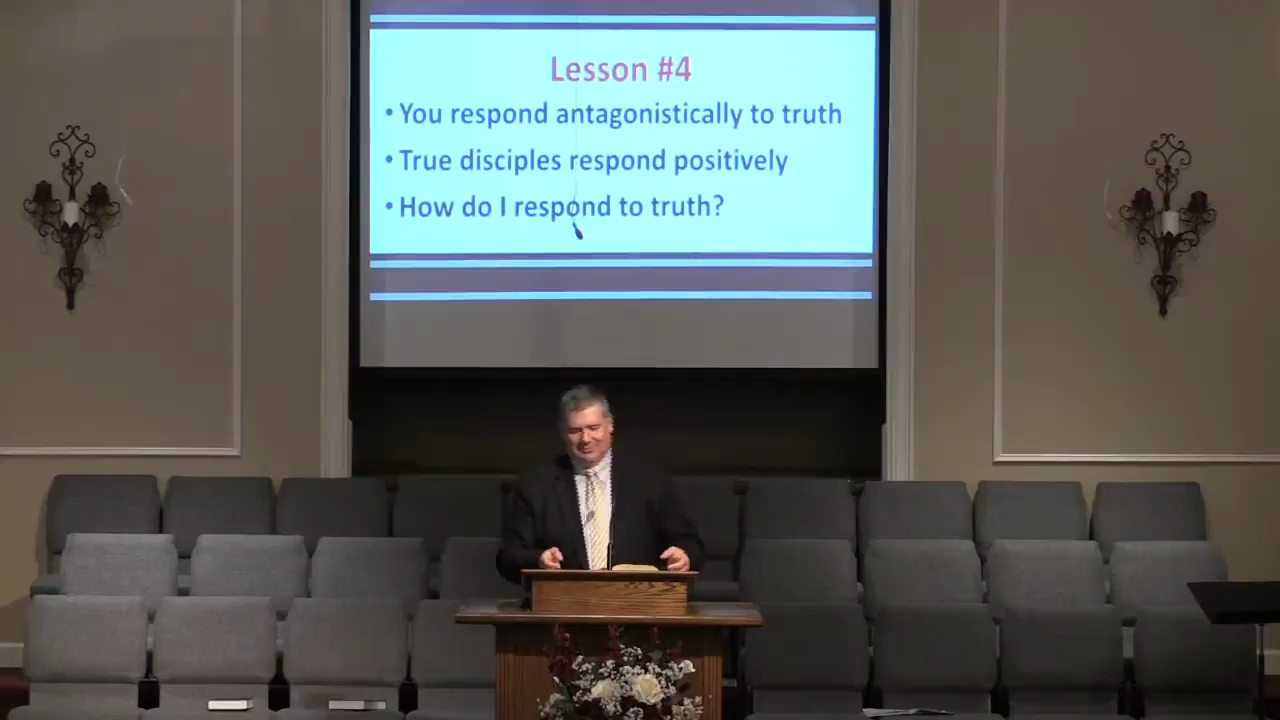 Lesson #4
• You respond antagonistically to truth
• True disciples respond positively
• How do I respond to truth?